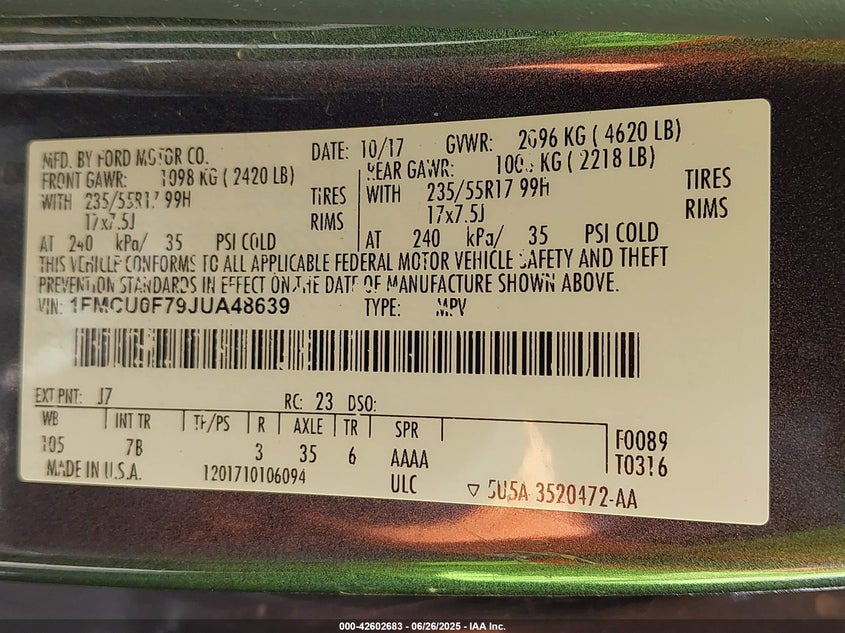 MFD. BY FORD MOTOR CO. DATE: 10/17 GVWR: 2096 KG ( 4620 LB)
FRONT GAWR: 1098 KG ( 2420 LB) REAR GAWR: KG ( 2218 LB)
WITH 235/55R17 99H TIRES WITH 235/55R17 99H TIRES
17x7.5J RIMS 17x7.5J RIMS
AT 240 kPa/ 35 PSI COLD AT 240 kPa/ 35 PSI COLD
THIS VEHICLE CONFORMS TO ALL APPLICABLE FEDERAL MOTOR VEHICLE SAFETY AND THEFT
PREVENTION STANDARDS IN EFFECT ON THE DATE OF MANUFACTURE SHOWN ABOVE.
VIN: 1FMCU0F79JUA48639 TYPE: MPV
EXT PNT: J7 RC: 23 DSO:
WB INT TR TP/PS R AXLE TR SPR
105 7B 3 35 6 AAAA F0089
ULC T0316
MADE IN U.S.A. 1201710106094 5U5A-3520472-AA
000-42602683 - 06/26/2025 - IAA Inc.